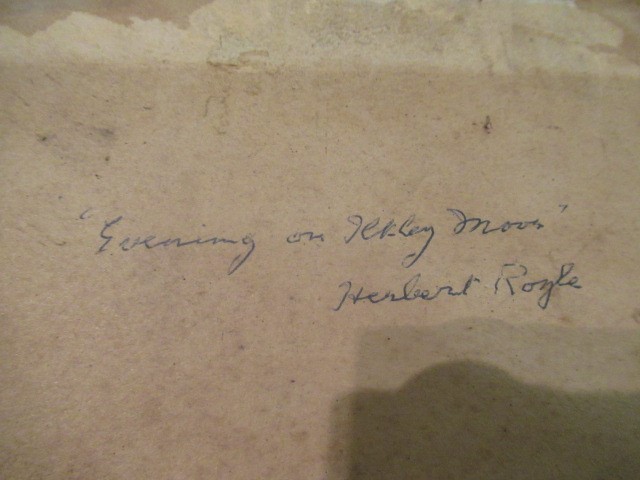 "Evening on Ilkley Moor"
Herbert Royle